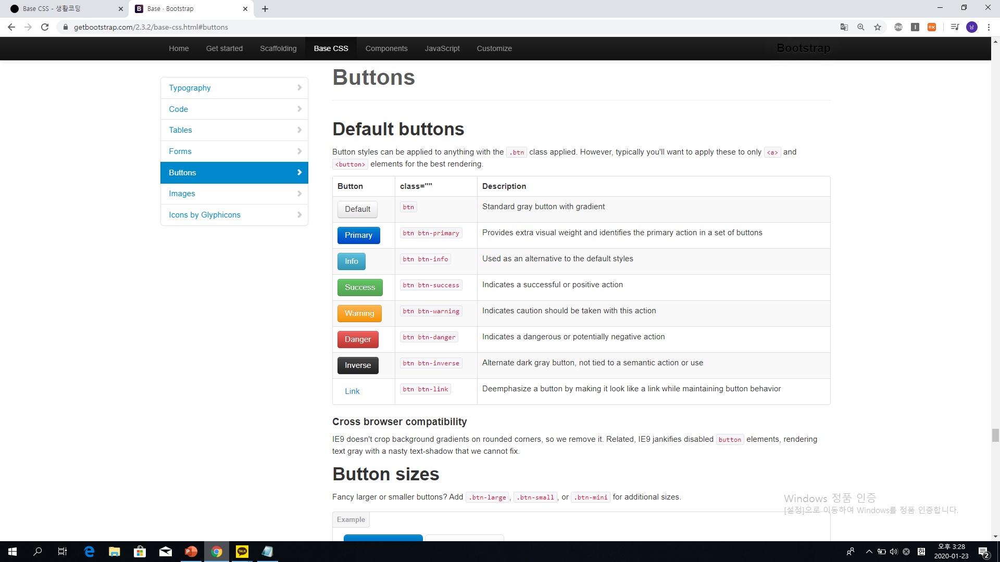 Base CSS - 생활코딩
Base · Bootstrap
getbootstrap.com/2.3.2/base-css.html#buttons
남
Home Get started Scaffolding Base CSS Components JavaScript Customize Bootstrap
Typography
Code
Tables
Forms
Buttons
Images
Icons by Glyphicons
Buttons
Default buttons
Button styles can be applied to anything with the .btn class applied. However, typically you'll want to apply these to only <a> and
<button> elements for the best rendering.
Button class="" Description
Default btn Standard gray button with gradient
Primary btn btn-primary Provides extra visual weight and identifies the primary action in a set of buttons
Info btn btn-info Used as an alternative to the default styles
Success btn btn-success Indicates a successful or positive action
Warning btn btn-warning Indicates caution should be taken with this action
Danger btn btn-danger Indicates a dangerous or potentially negative action
Inverse btn btn-inverse Alternate dark gray button, not tied to a semantic action or use
Link btn btn-link Deemphasize a button by making it look like a link while maintaining button behavior
Cross browser compatibility
IE9 doesn't crop background gradients on rounded corners, so we remove it. Related, IE9 jankifies disabled button elements, rendering
text gray with a nasty text-shadow that we cannot fix.
Button sizes
Fancy larger or smaller buttons? Add .btn-large, .btn-small, or .btn-mini for additional sizes.
Example
Windows 정품 인증
[설정]으로 이동하여 Windows를 정품 인증합니다.
TALK
오후 3:28
2020-01-23
2